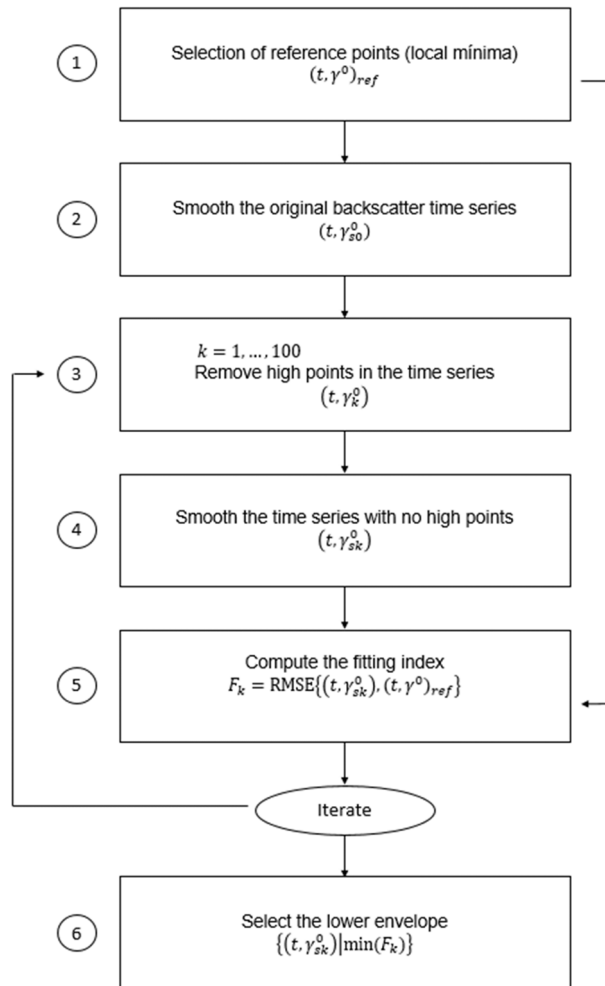 1
Selection of reference points (local mínima)
(t, γ⁰)ref
2
Smooth the original backscatter time series
(t, γ⁰s0)
k = 1, … , 100
3
Remove high points in the time series
(t, γ⁰k)
4
Smooth the time series with no high points
(t, γ⁰sk)
5
Compute the fitting index
Fk = RMSE{(t, γ⁰sk), (t, γ⁰)ref}
Iterate
6
Select the lower envelope
{(t, γ⁰sk)|min(Fk)}